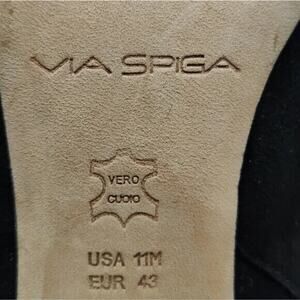 VIA SPIGA
VERO
CUOIO
USA 11M
EUR 43